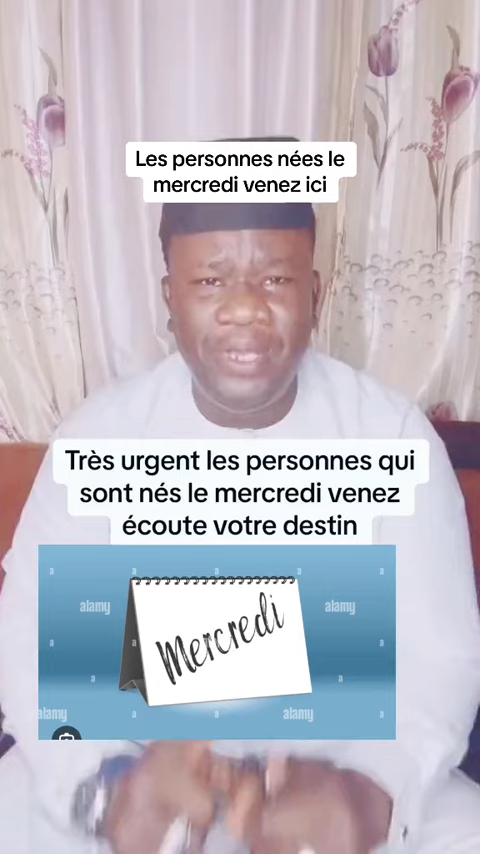 Les personnes nées le
mercredi venez ici
Très urgent les personnes qui
sont nés le mercredi venez
écoute votre destin
a a a
alamy alamy
Mercredi
a a
a a
alamy alamy